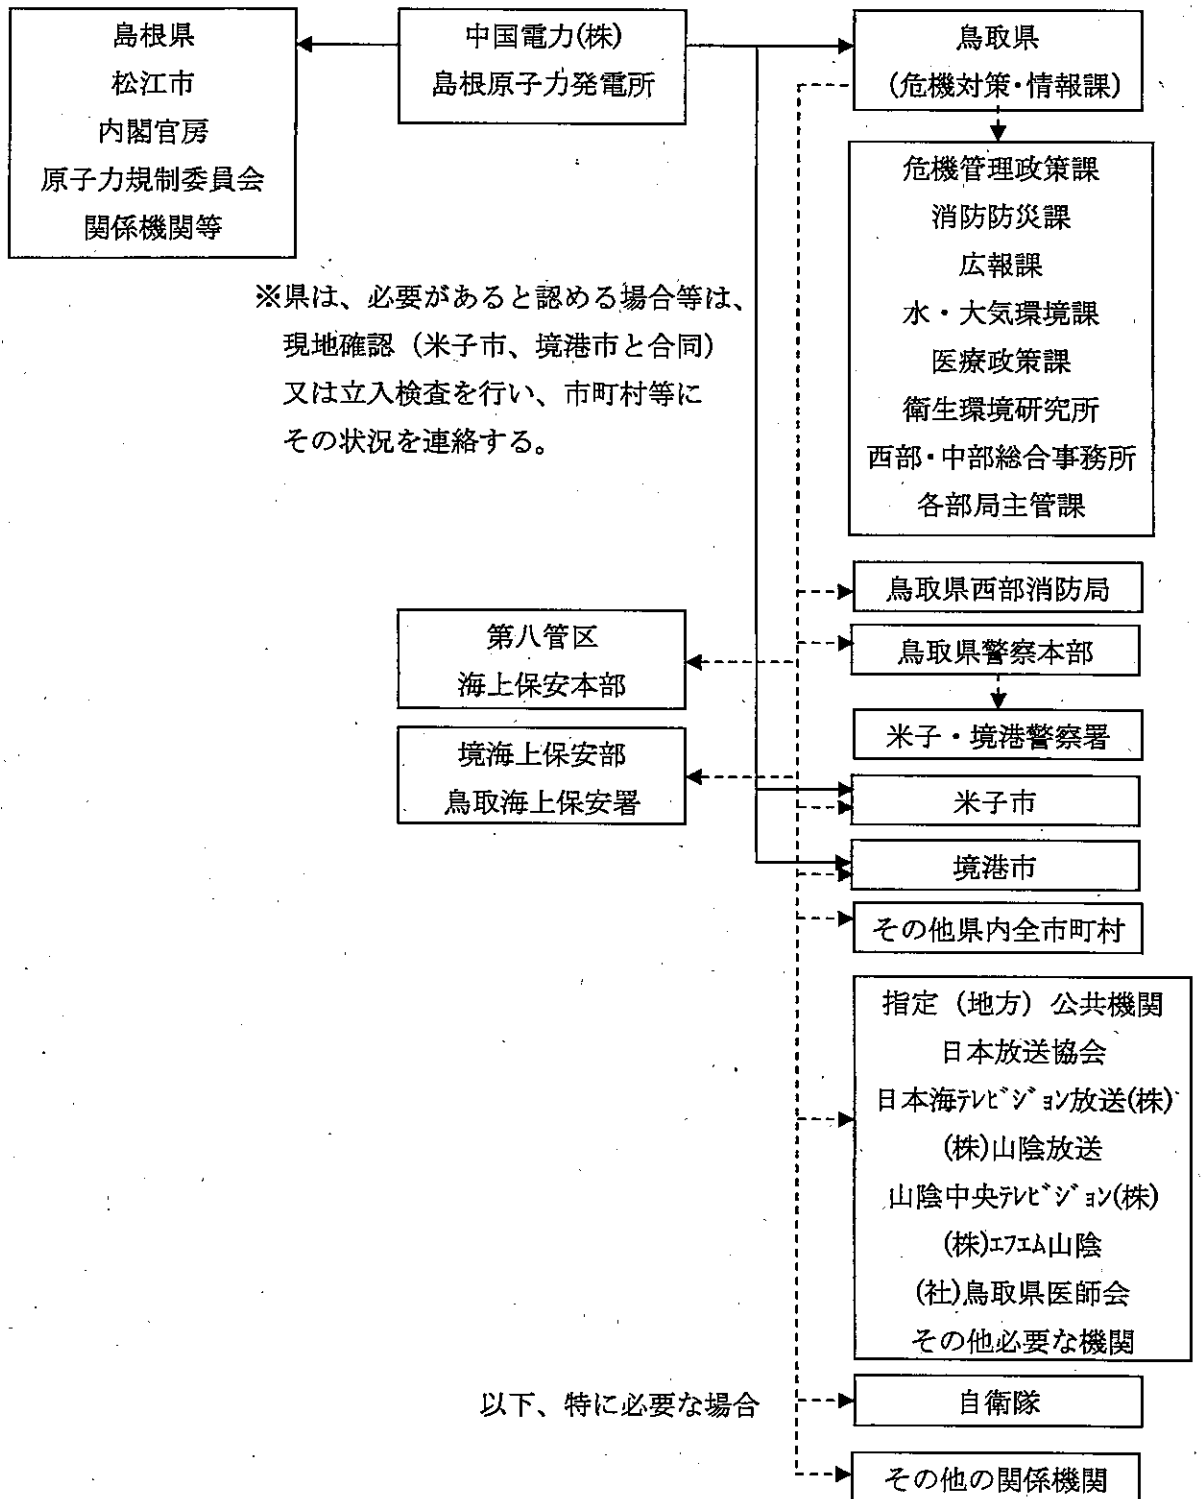 島根県
松江市
内閣官房
原子力規制委員会
関係機関等
中国電力(株)
島根原子力発電所
鳥取県
(危機対策・情報課)
危機管理政策課
消防防災課
広報課
水・大気環境課
医療政策課
衛生環境研究所
西部・中部総合事務所
各部局主管課
※県は、必要があると認める場合等は、
現地確認（米子市、境港市と合同）
又は立入検査を行い、市町村等に
その状況を連絡する。
鳥取県西部消防局
鳥取県警察本部
米子・境港警察署
第八管区
海上保安本部
境海上保安部
鳥取海上保安署
米子市
境港市
その他県内全市町村
指定（地方）公共機関
日本放送協会
日本海ﾃﾚﾋﾞｼﾞｮﾝ放送(株)
(株)山陰放送
山陰中央ﾃﾚﾋﾞｼﾞｮﾝ(株)
(株)ｴﾌｴﾑ山陰
(社)鳥取県医師会
その他必要な機関
以下、特に必要な場合
自衛隊
その他の関係機関